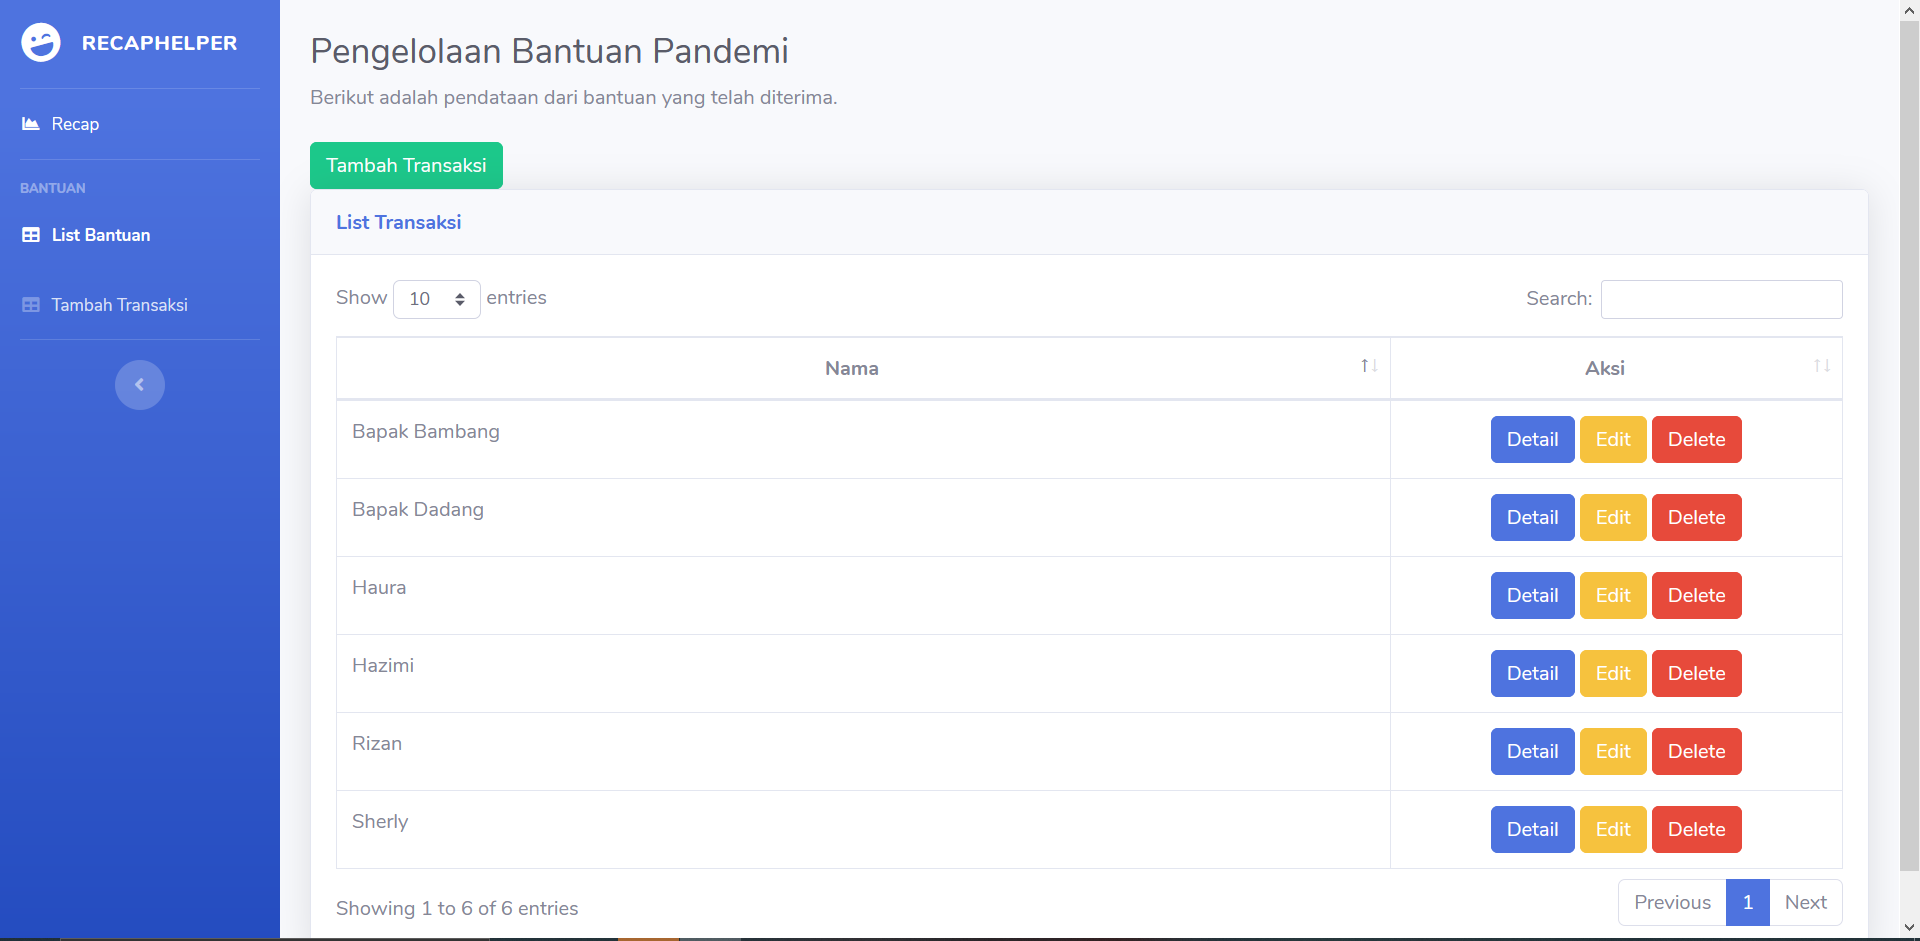 RECAPHELPER
Recap
BANTUAN
List Bantuan
Tambah Transaksi
Pengelolaan Bantuan Pandemi
Berikut adalah pendataan dari bantuan yang telah diterima.
Tambah Transaksi
List Transaksi
Show 10 entries Search:
Nama Aksi
Bapak Bambang Detail Edit Delete
Bapak Dadang Detail Edit Delete
Haura Detail Edit Delete
Hazimi Detail Edit Delete
Rizan Detail Edit Delete
Sherly Detail Edit Delete
Showing 1 to 6 of 6 entries Previous 1 Next